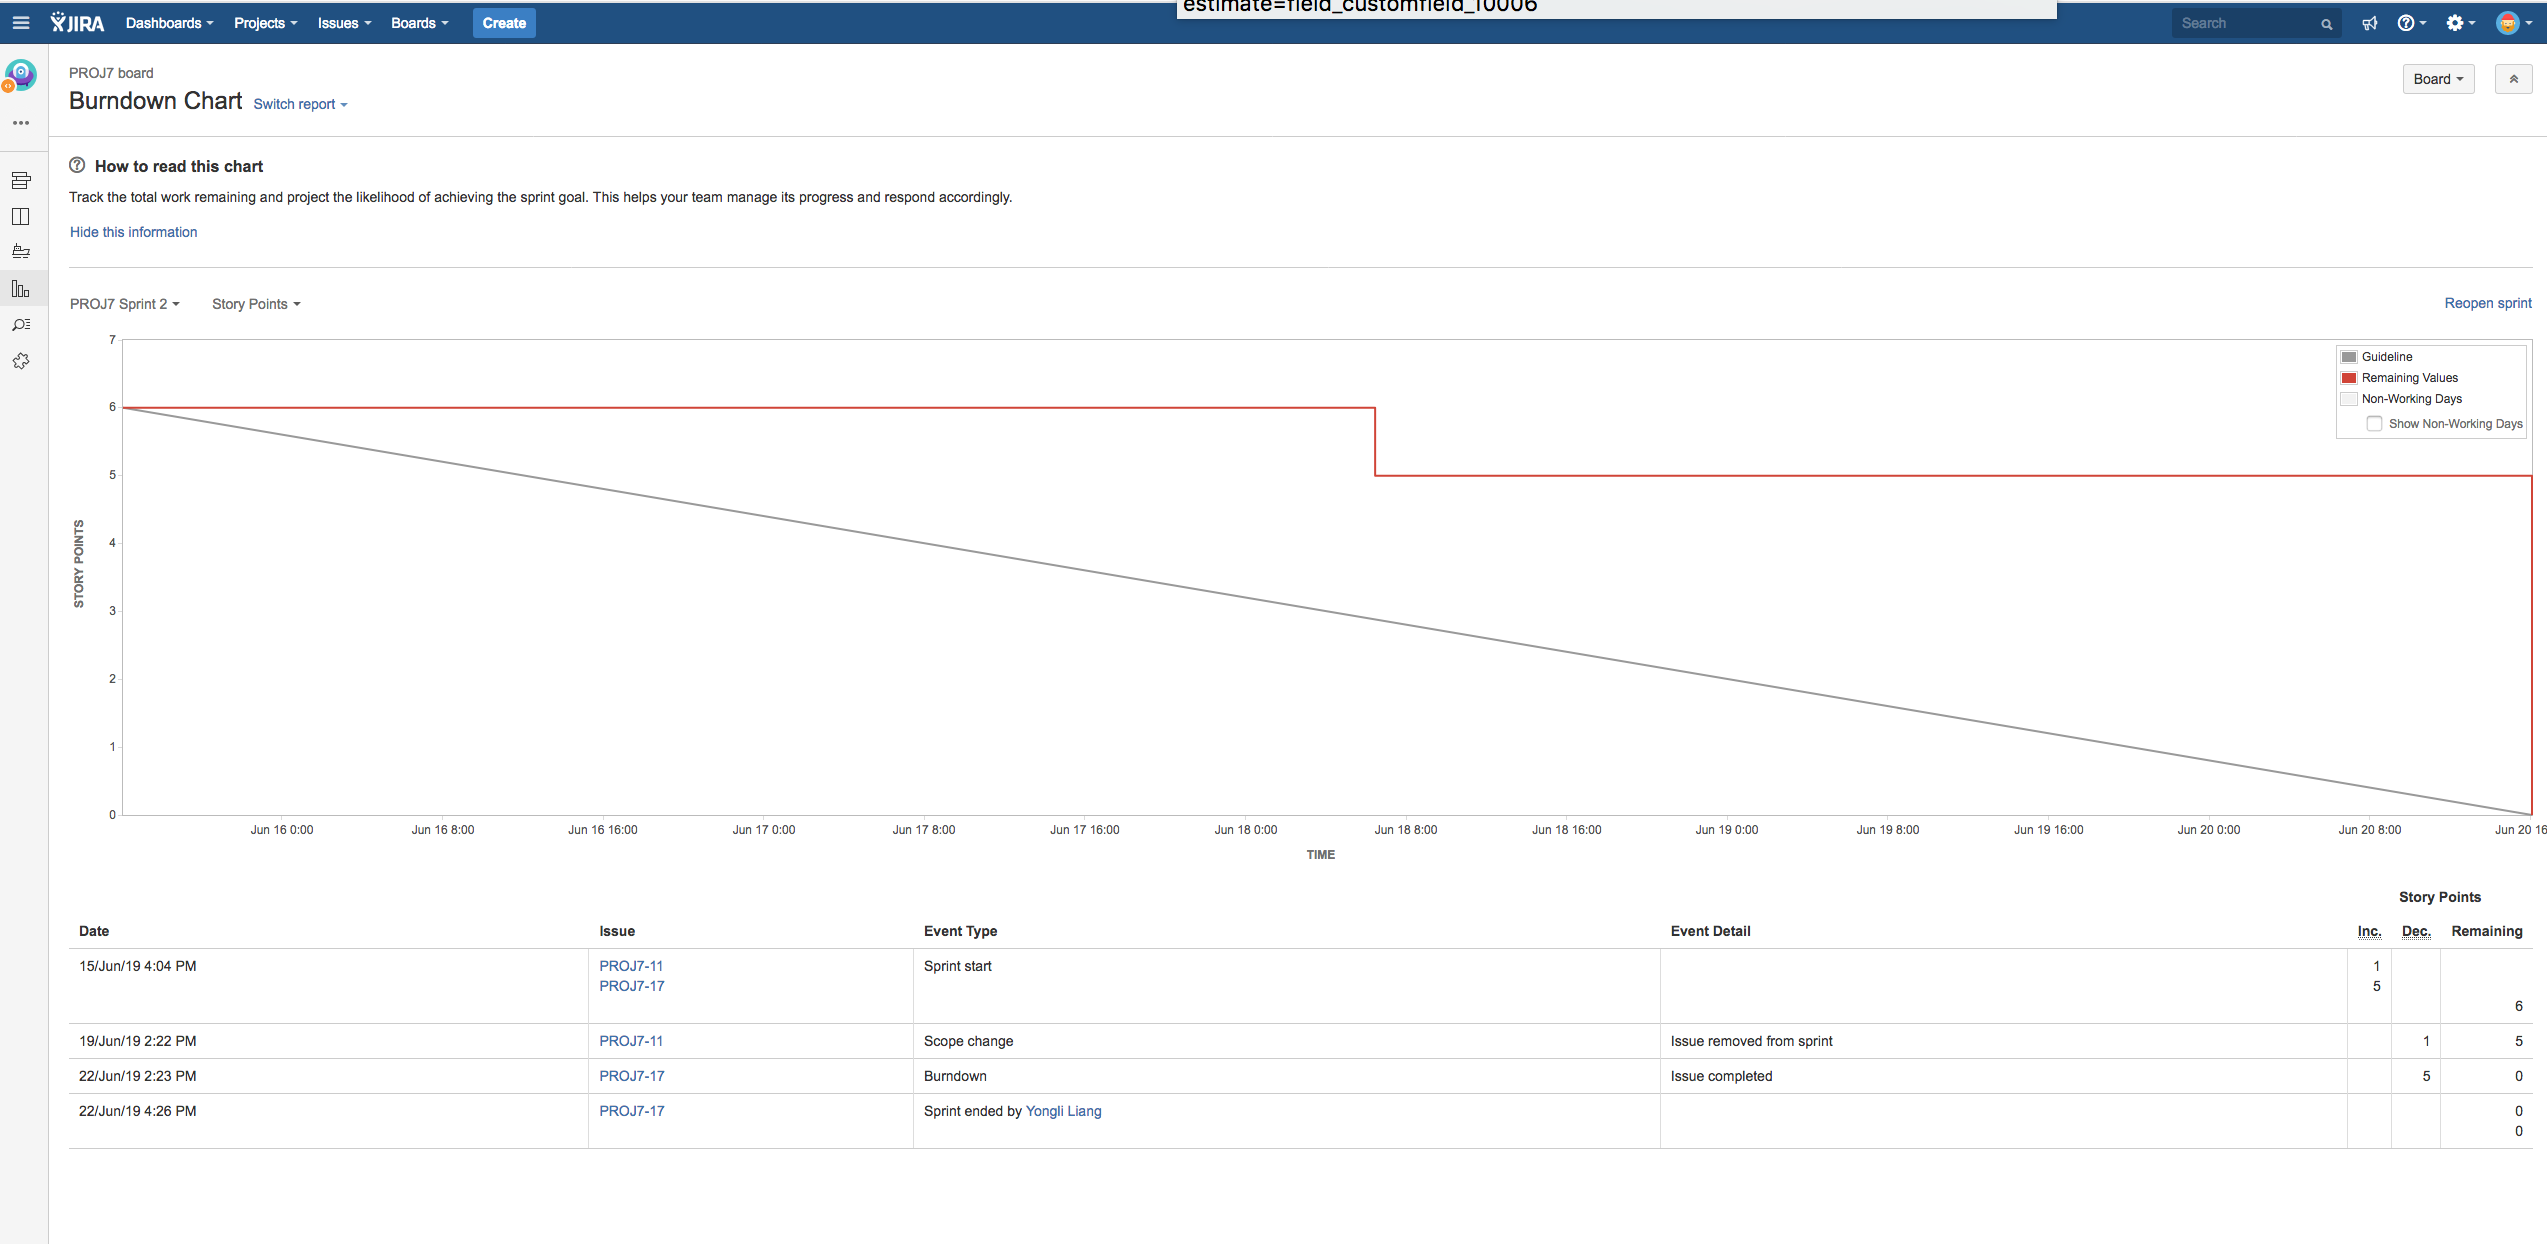 estimate=field_customfield_10006
JIRA Dashboards Projects Issues Boards Create Search
PROJ7 board
Burndown Chart Switch report
Board
How to read this chart
Track the total work remaining and project the likelihood of achieving the sprint goal. This helps your team manage its progress and respond accordingly.
Hide this information
PROJ7 Sprint 2 Story Points Reopen sprint
7
6
5
4
3
2
1
0
STORY POINTS
Guideline
Remaining Values
Non-Working Days
Show Non-Working Days
Jun 16 0:00 Jun 16 8:00 Jun 16 16:00 Jun 17 0:00 Jun 17 8:00 Jun 17 16:00 Jun 18 0:00 Jun 18 8:00 Jun 18 16:00 Jun 19 0:00 Jun 19 8:00 Jun 19 16:00 Jun 20 0:00 Jun 20 8:00 Jun 20 16
TIME
Story Points
Date Issue Event Type Event Detail Inc. Dec. Remaining
15/Jun/19 4:04 PM PROJ7-11 Sprint start 1
PROJ7-17 5
6
19/Jun/19 2:22 PM PROJ7-11 Scope change Issue removed from sprint 1 5
22/Jun/19 2:23 PM PROJ7-17 Burndown Issue completed 5 0
22/Jun/19 4:26 PM PROJ7-17 Sprint ended by Yongli Liang 0
0